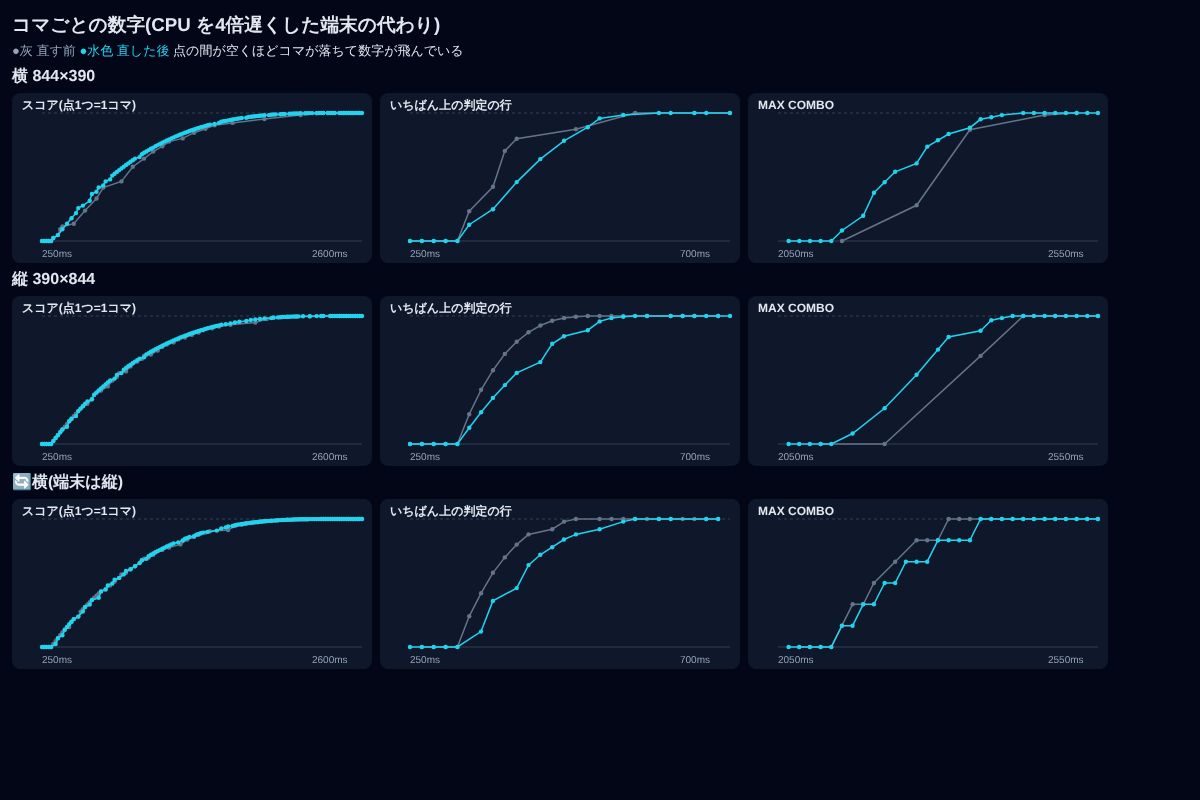 コマごとの数字(CPU を4倍遅くした端末の代わり)
●灰 直す前 ●水色 直した後 点の間が空くほどコマが落ちて数字が飛んでいる
横 844×390
スコア(点1つ=1コマ)
250ms
2600ms
いちばん上の判定の行
250ms
700ms
MAX COMBO
2050ms
2550ms
縦 390×844
スコア(点1つ=1コマ)
250ms
2600ms
いちばん上の判定の行
250ms
700ms
MAX COMBO
2050ms
2550ms
🔄横(端末は縦)
スコア(点1つ=1コマ)
250ms
2600ms
いちばん上の判定の行
250ms
700ms
MAX COMBO
2050ms
2550ms